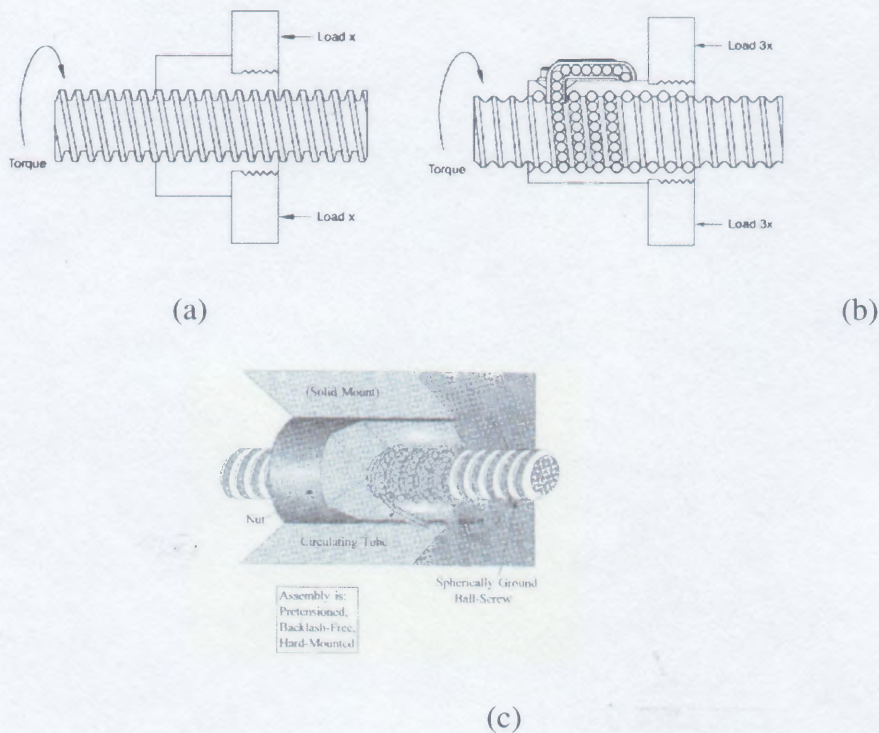 Load x
Load 3x
Torque
Torque
Load x
Load 3x
(a)
(b)
(Solid Mount)
Nut
Circulating Tube
Spherically Ground
Ball-Screw
Assembly is:
Pretensioned,
Backlash-Free,
Hard-Mounted
(c)